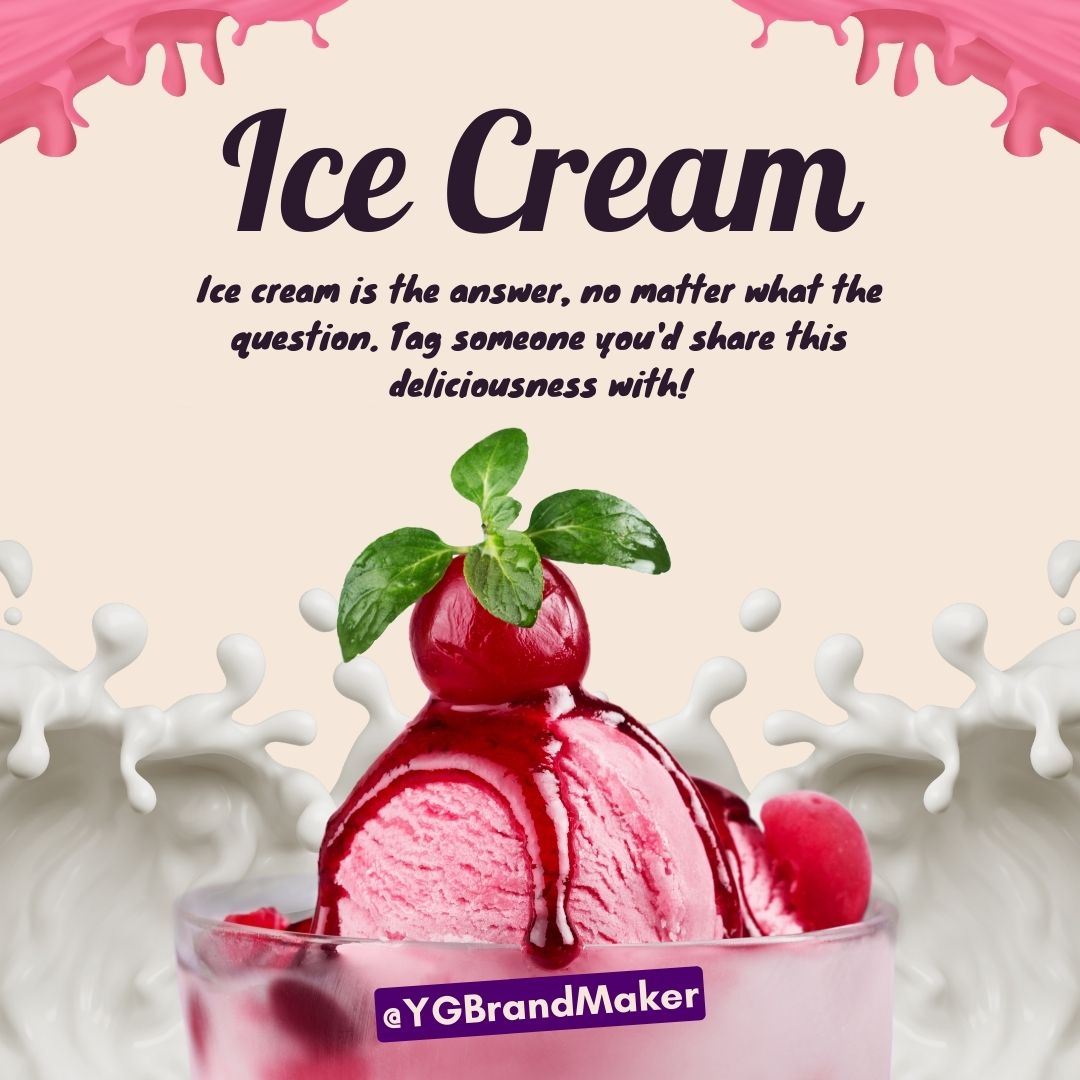 Ice Cream
Ice cream is the answer, no matter what the
question. Tag someone you'd share this
deliciousness with!
@YGBrandMaker